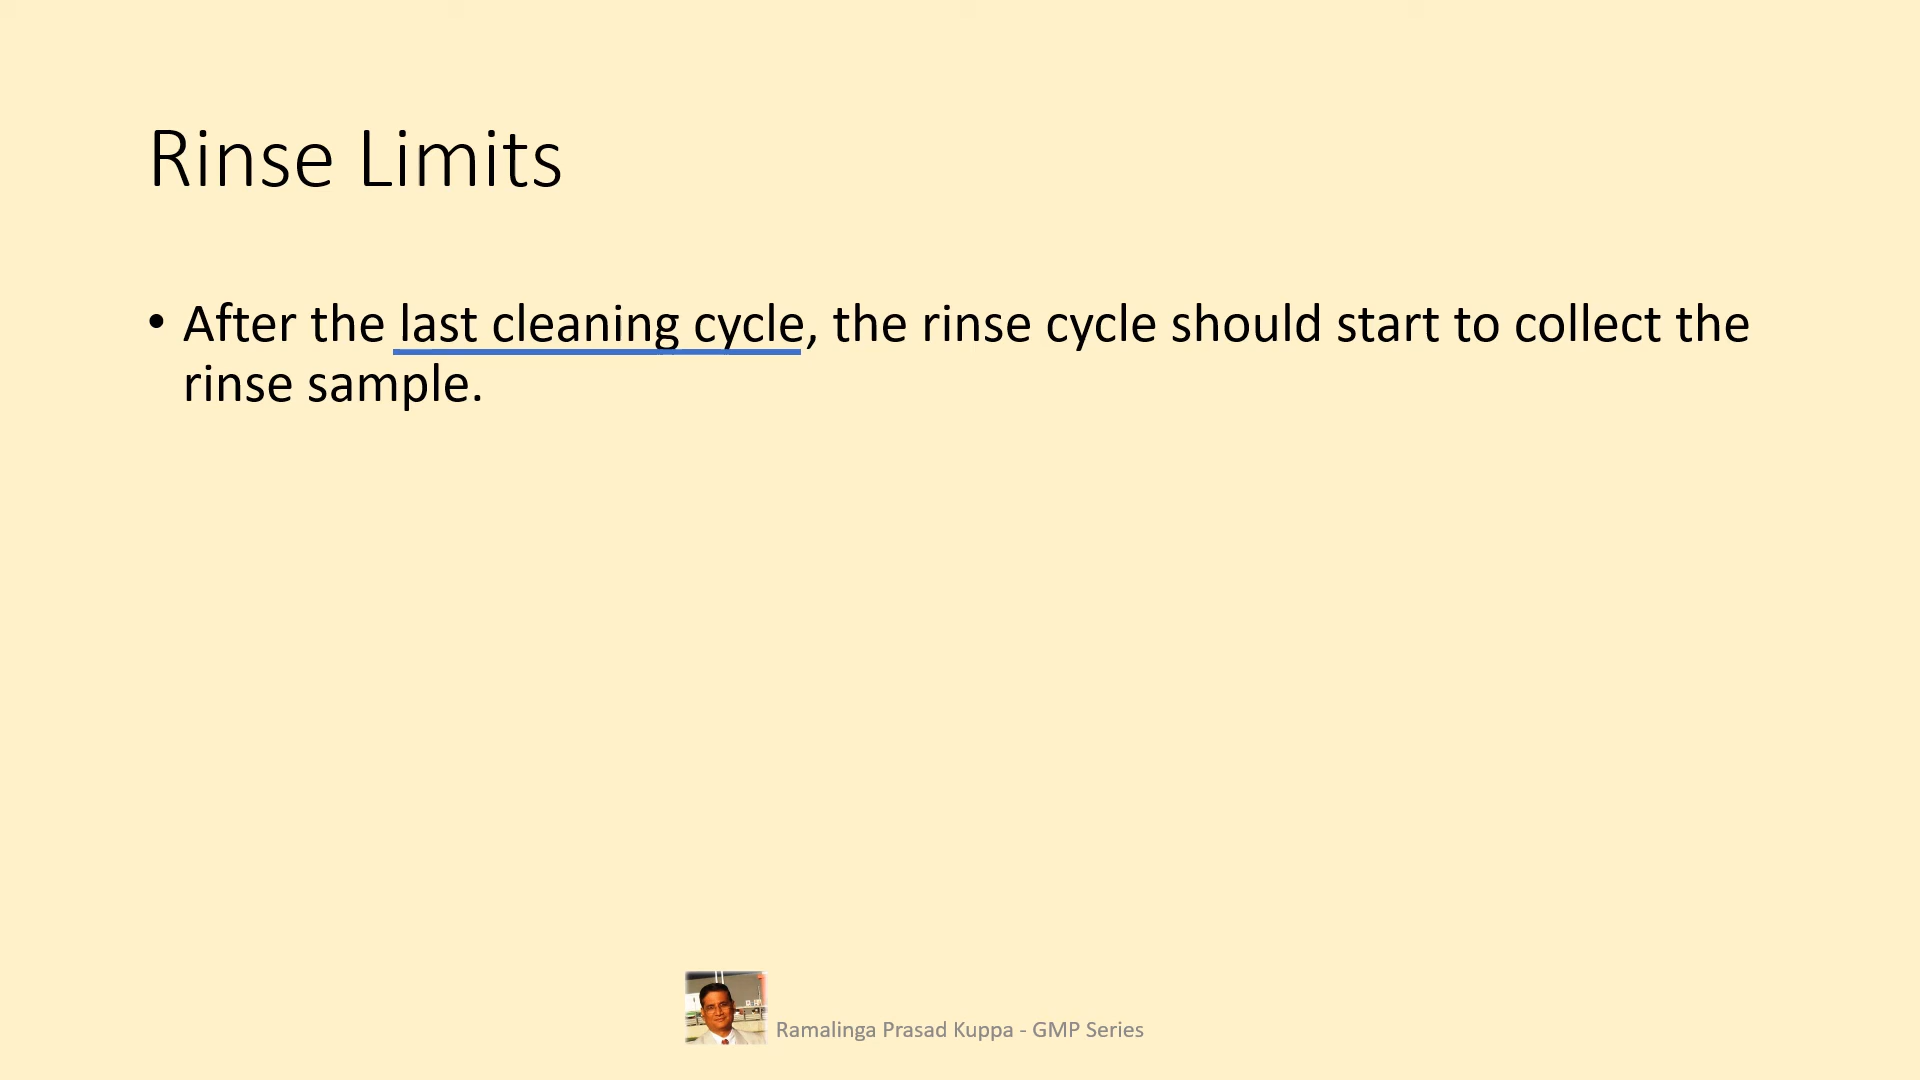 Rinse Limits
• After the last cleaning cycle, the rinse cycle should start to collect the
rinse sample.
Ramalinga Prasad Kuppa - GMP Series